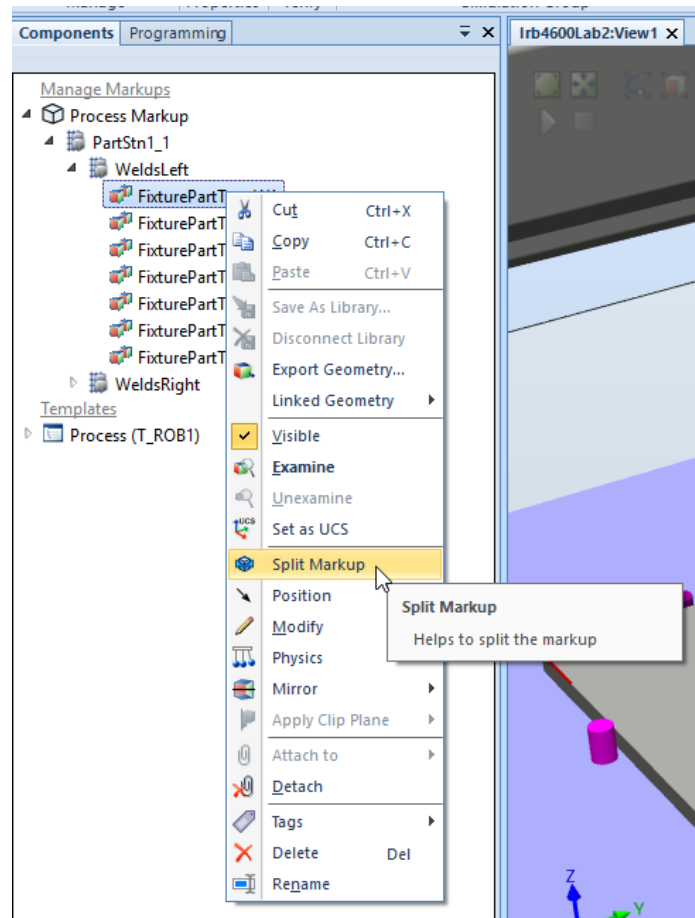 Components Programming
Irb4600Lab2:View1
Manage Markups
Process Markup
PartStn1_1
WeldsLeft
FixturePartT
FixturePartT
FixturePartT
FixturePartT
FixturePartT
FixturePartT
FixturePartT
WeldsRight
Templates
Process (T_ROB1)
Cut Ctrl+X
Copy Ctrl+C
Paste Ctrl+V
Save As Library...
Disconnect Library
Export Geometry...
Linked Geometry
Visible
Examine
Unexamine
UCS Set as UCS
Split Markup
Position
Modify
Physics
Mirror
Apply Clip Plane
Attach to
Detach
Tags
Delete Del
Rename
Split Markup
Helps to split the markup
Z
Y